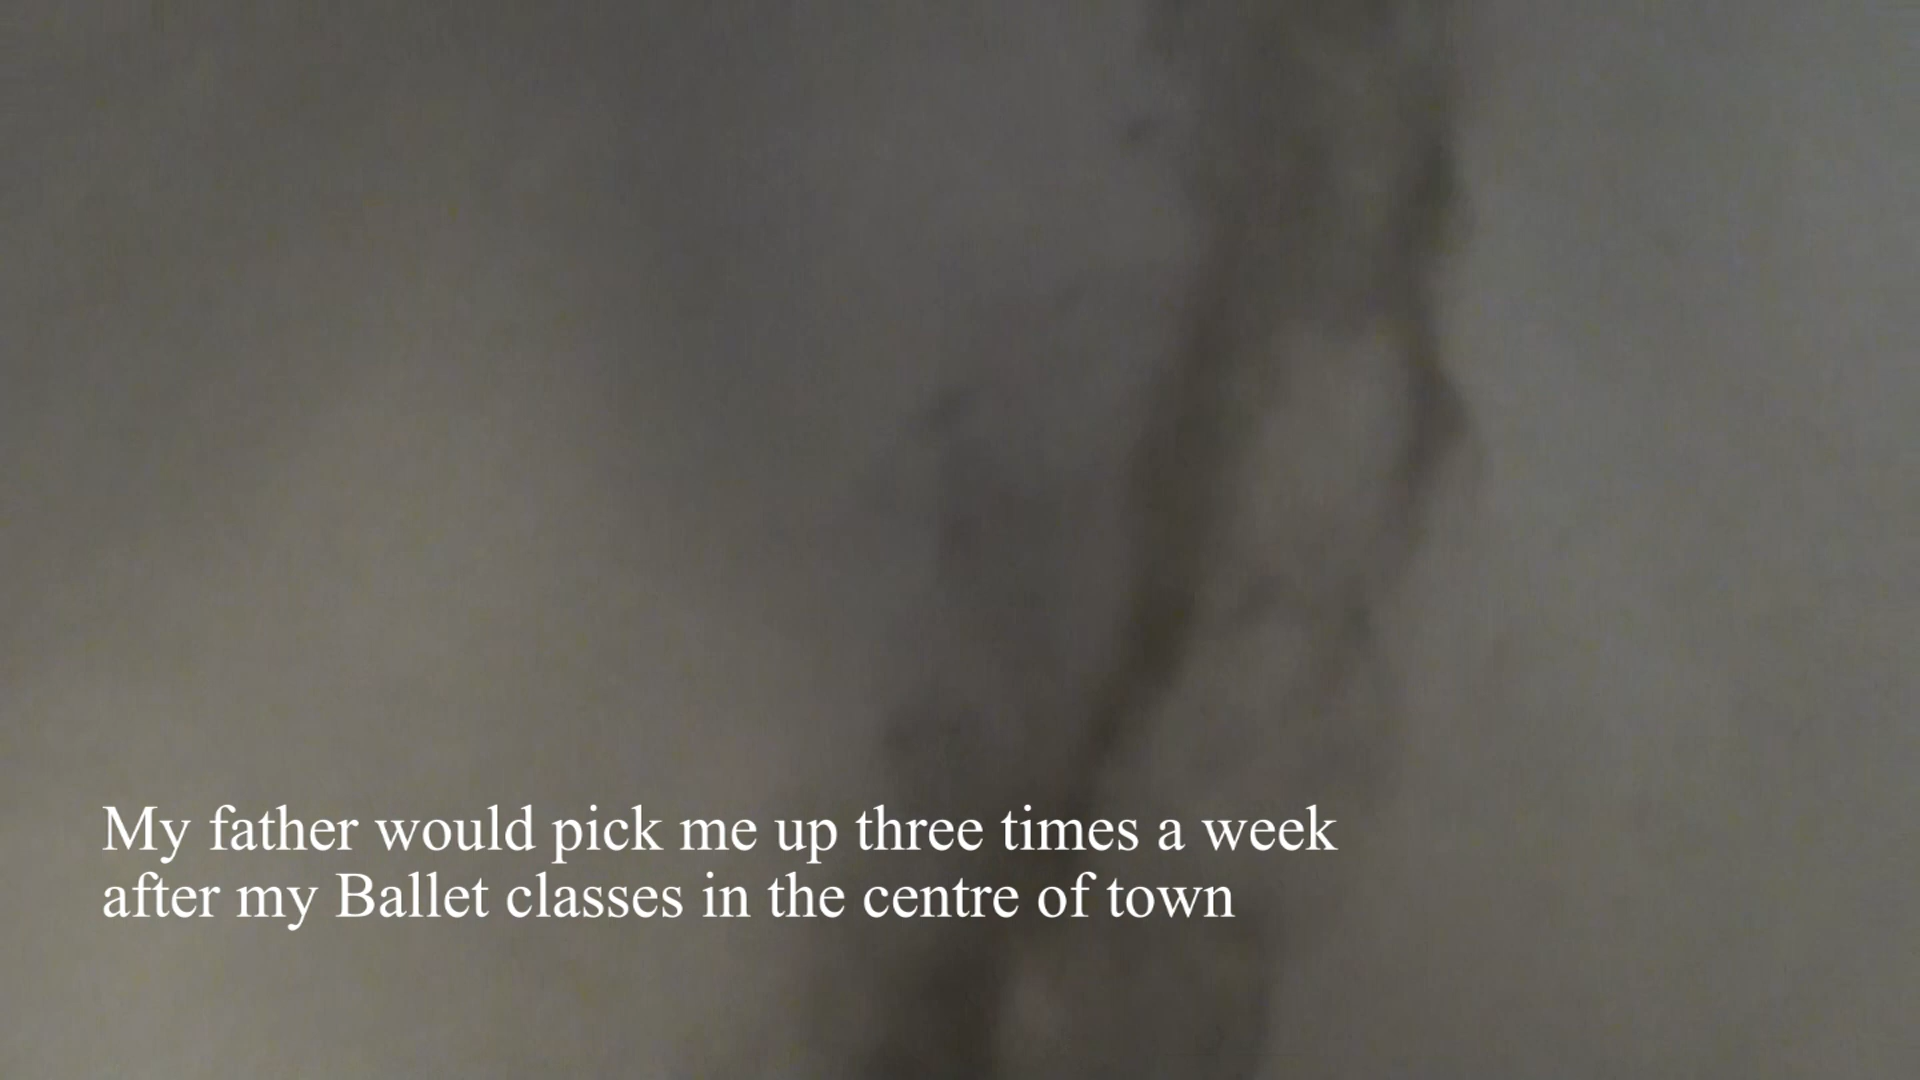 My father would pick me up three times a week
after my Ballet classes in the centre of town